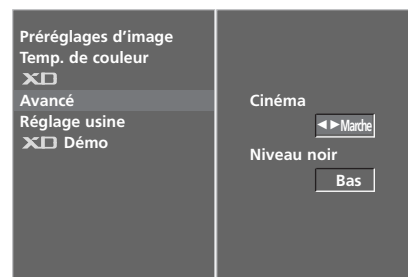 Préréglages d'image
Temp. de couleur
XD
Avancé
Réglage usine
XD Démo
Cinéma
◄►Marche
Niveau noir
Bas